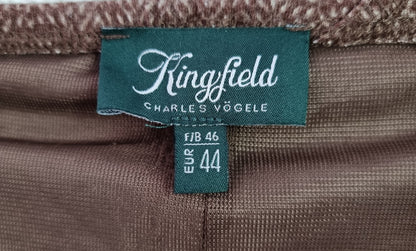 Kingfield
CHARLES VÖGELE
F/B 46
EUR 44